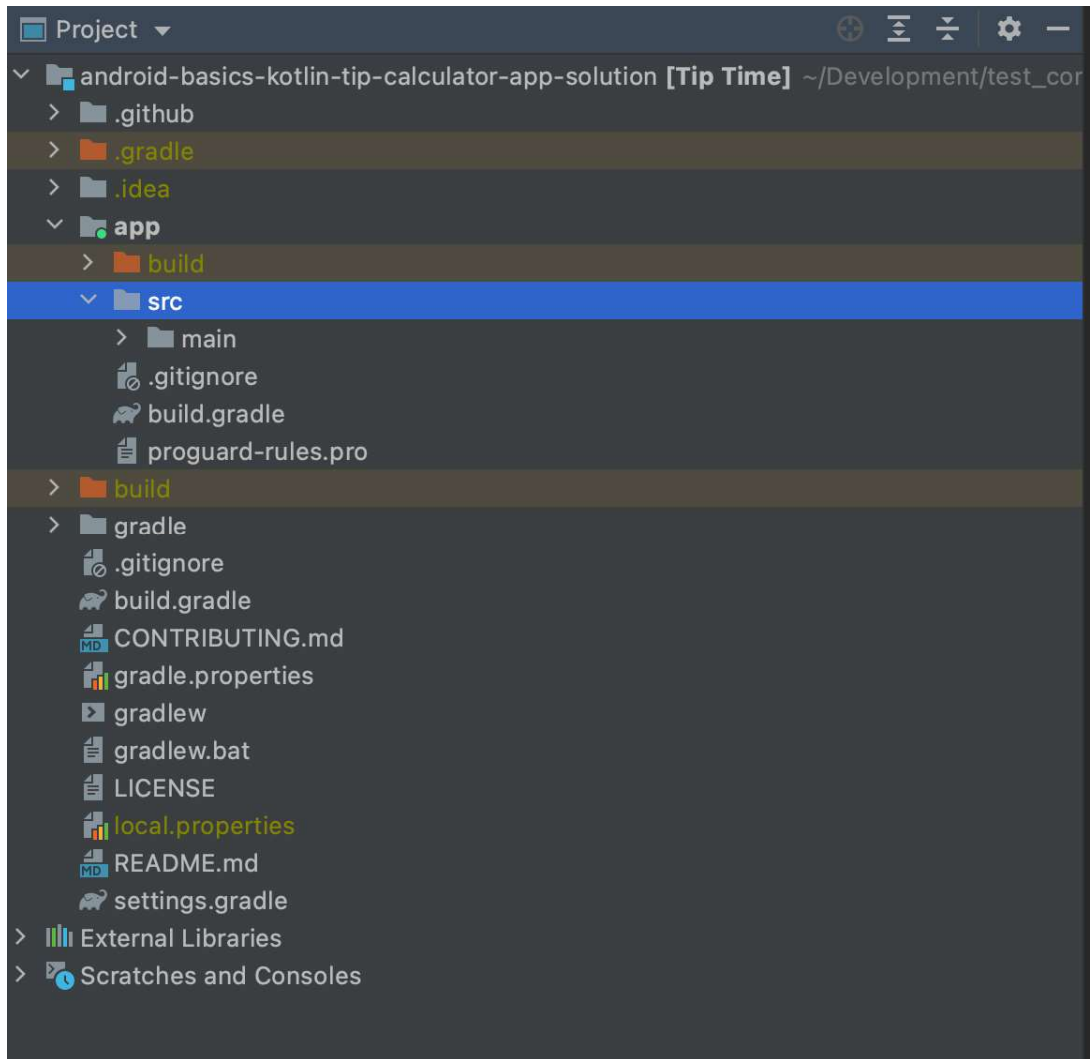 Project
android-basics-kotlin-tip-calculator-app-solution [Tip Time] ~/Development/test_cor
.github
.gradle
.idea
app
build
src
main
.gitignore
build.gradle
proguard-rules.pro
build
gradle
.gitignore
build.gradle
MD CONTRIBUTING.md
gradle.properties
gradlew
gradlew.bat
LICENSE
local.properties
MD README.md
settings.gradle
External Libraries
Scratches and Consoles